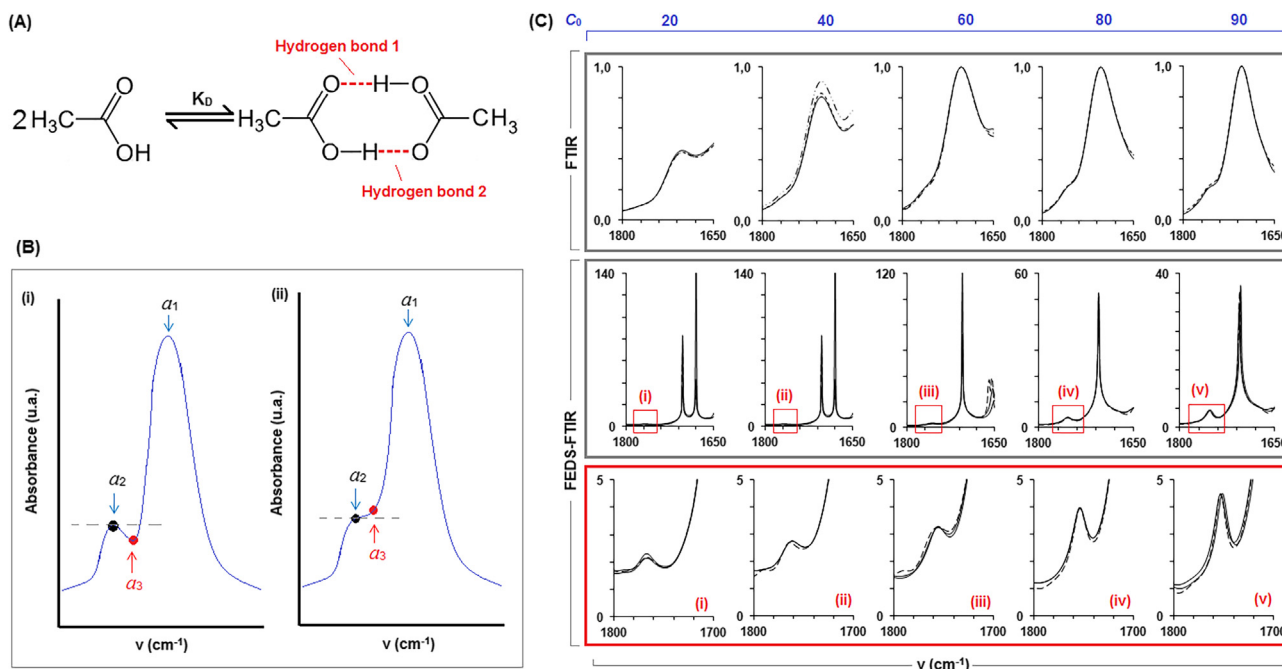 (A)
Hydrogen bond 1
2H₃C
O
OH
K_D
H₃C
O
H
O
CH₃
O
H
O
Hydrogen bond 2
(B)
(i)
a₁
a₂
a₃
Absorbance (u.a.)
ν (cm⁻¹)
(ii)
a₁
a₂
a₃
Absorbance (u.a.)
ν (cm⁻¹)
(C)
C₀ 20 40 60 80 90
FTIR
1,0 1,0 1,0 1,0 1,0
0,0 0,0 0,0 0,0 0,0
1800 1650 1800 1650 1800 1650 1800 1650 1800 1650
FEDS-FTIR
140 140 120 60 40
(i) (ii) (iii) (iv) (v)
0 0 0 0 0
1800 1650 1800 1650 1800 1650 1800 1650 1800 1650
5 5 5 5 5
(i) (ii) (iii) (iv) (v)
0 0 0 0 0
1800 1700 1800 1700 1800 1700 1800 1700 1800 1700
ν (cm⁻¹)